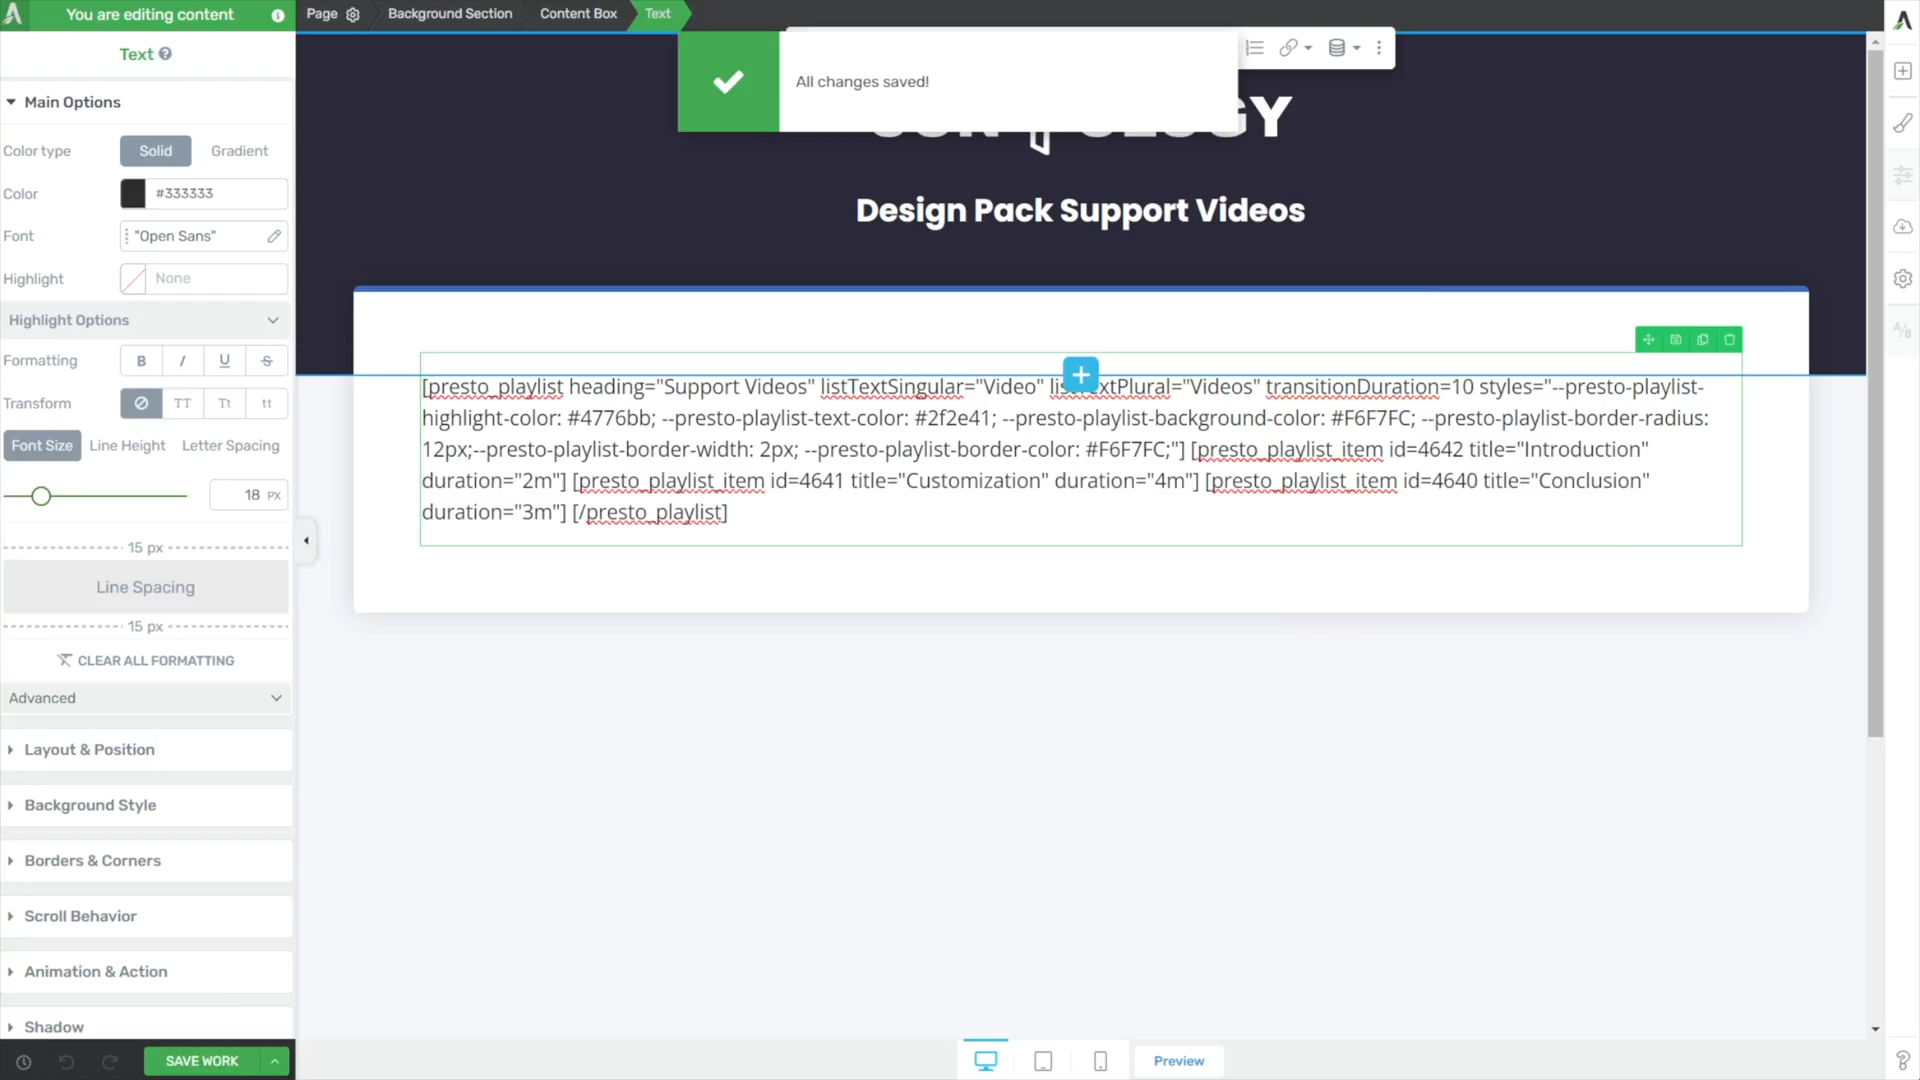 You are editing content
Page
Background Section
Content Box
Text
Text
Main Options
Color type
Solid
Gradient
Color
#333333
Font
"Open Sans"
Highlight
None
Highlight Options
Formatting
B
I
U
S
Transform
TT
Tt
tt
Font Size
Line Height
Letter Spacing
18 PX
15 px
Line Spacing
15 px
CLEAR ALL FORMATTING
Advanced
Layout & Position
Background Style
Borders & Corners
Scroll Behavior
Animation & Action
Shadow
SAVE WORK
All changes saved!
Design Pack Support Videos
[presto_playlist heading="Support Videos" listTextSingular="Video" listTextPlural="Videos" transitionDuration=10 styles="--presto-playlist-
highlight-color: #4776bb; --presto-playlist-text-color: #2f2e41; --presto-playlist-background-color: #F6F7FC; --presto-playlist-border-radius:
12px;--presto-playlist-border-width: 2px; --presto-playlist-border-color: #F6F7FC;"] [presto_playlist_item id=4642 title="Introduction"
duration="2m"] [presto_playlist_item id=4641 title="Customization" duration="4m"] [presto_playlist_item id=4640 title="Conclusion"
duration="3m"] [/presto_playlist]
Preview
A/B